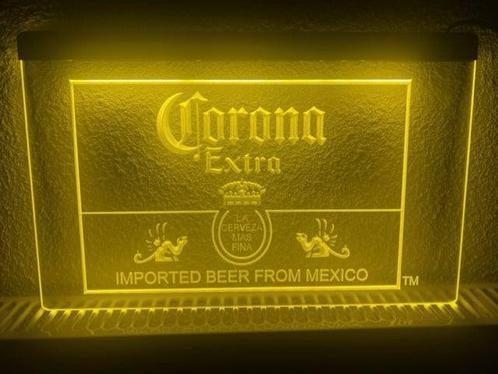 Corona
Extra
LA
CERVEZA
MAS
FINA
IMPORTED BEER FROM MEXICO
TM